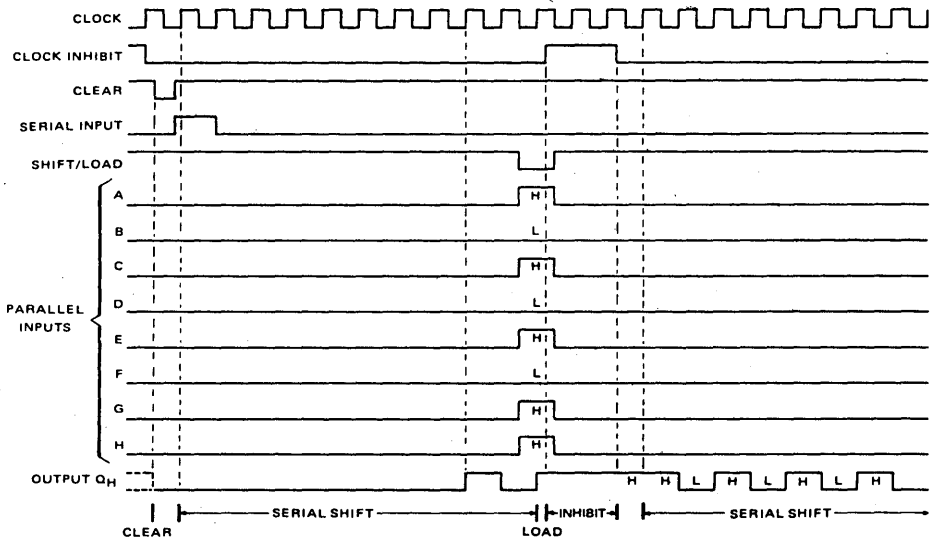 CLOCK
CLOCK INHIBIT
CLEAR
SERIAL INPUT
SHIFT/LOAD
PARALLEL
INPUTS
A H
B L
C H
D L
E H
F L
G H
H H
OUTPUT QH H H L H L H L H
CLEAR
SERIAL SHIFT
LOAD
INHIBIT
SERIAL SHIFT